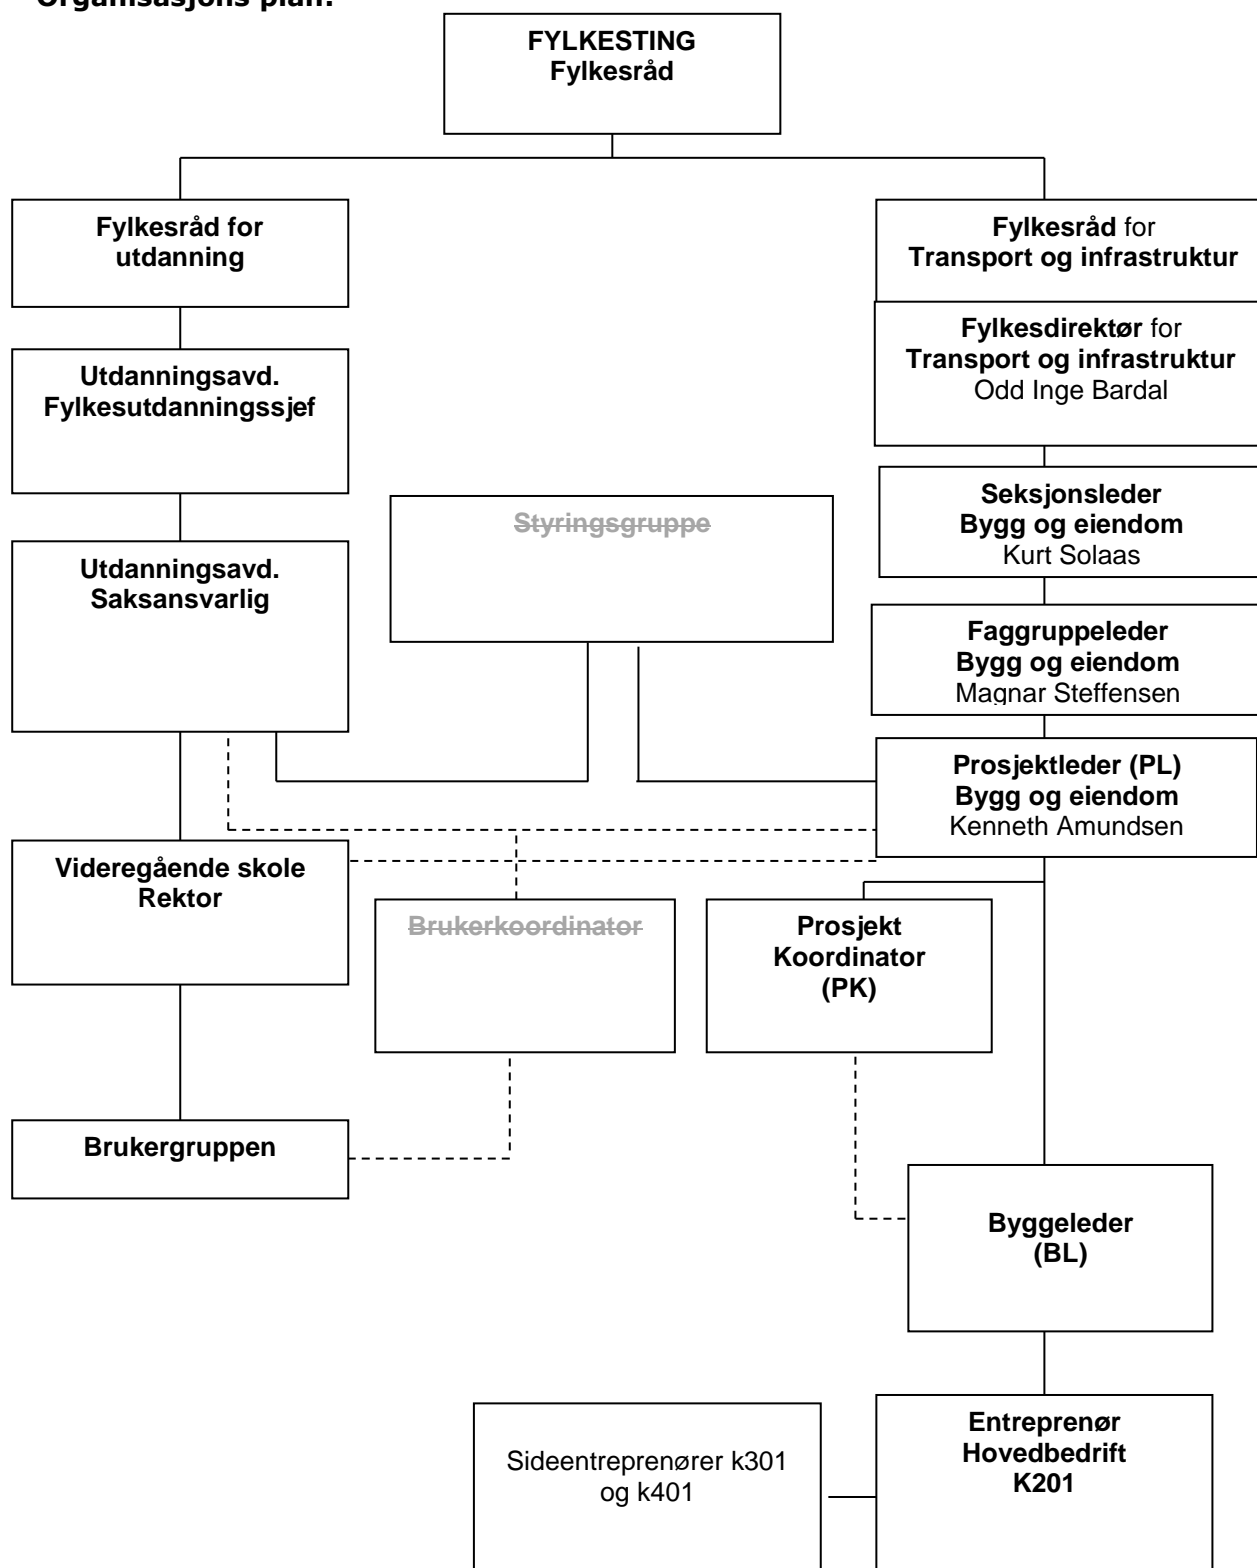 Organisasjons plan:
FYLKESTING
Fylkesråd
Fylkesråd for
utdanning
Fylkesråd for
Transport og infrastruktur
Fylkesdirektør for
Transport og infrastruktur
Odd Inge Bardal
Utdanningsavd.
Fylkesutdanningssjef
Seksjonsleder
Bygg og eiendom
Kurt Solaas
Styringsgruppe
Utdanningsavd.
Saksansvarlig
Faggruppeleder
Bygg og eiendom
Magnar Steffensen
Prosjektleder (PL)
Bygg og eiendom
Kenneth Amundsen
Videregående skole
Rektor
Brukerkoordinator
Prosjekt
Koordinator
(PK)
Brukergruppen
Byggeleder
(BL)
Sideentreprenører k301
og k401
Entreprenør
Hovedbedrift
K201